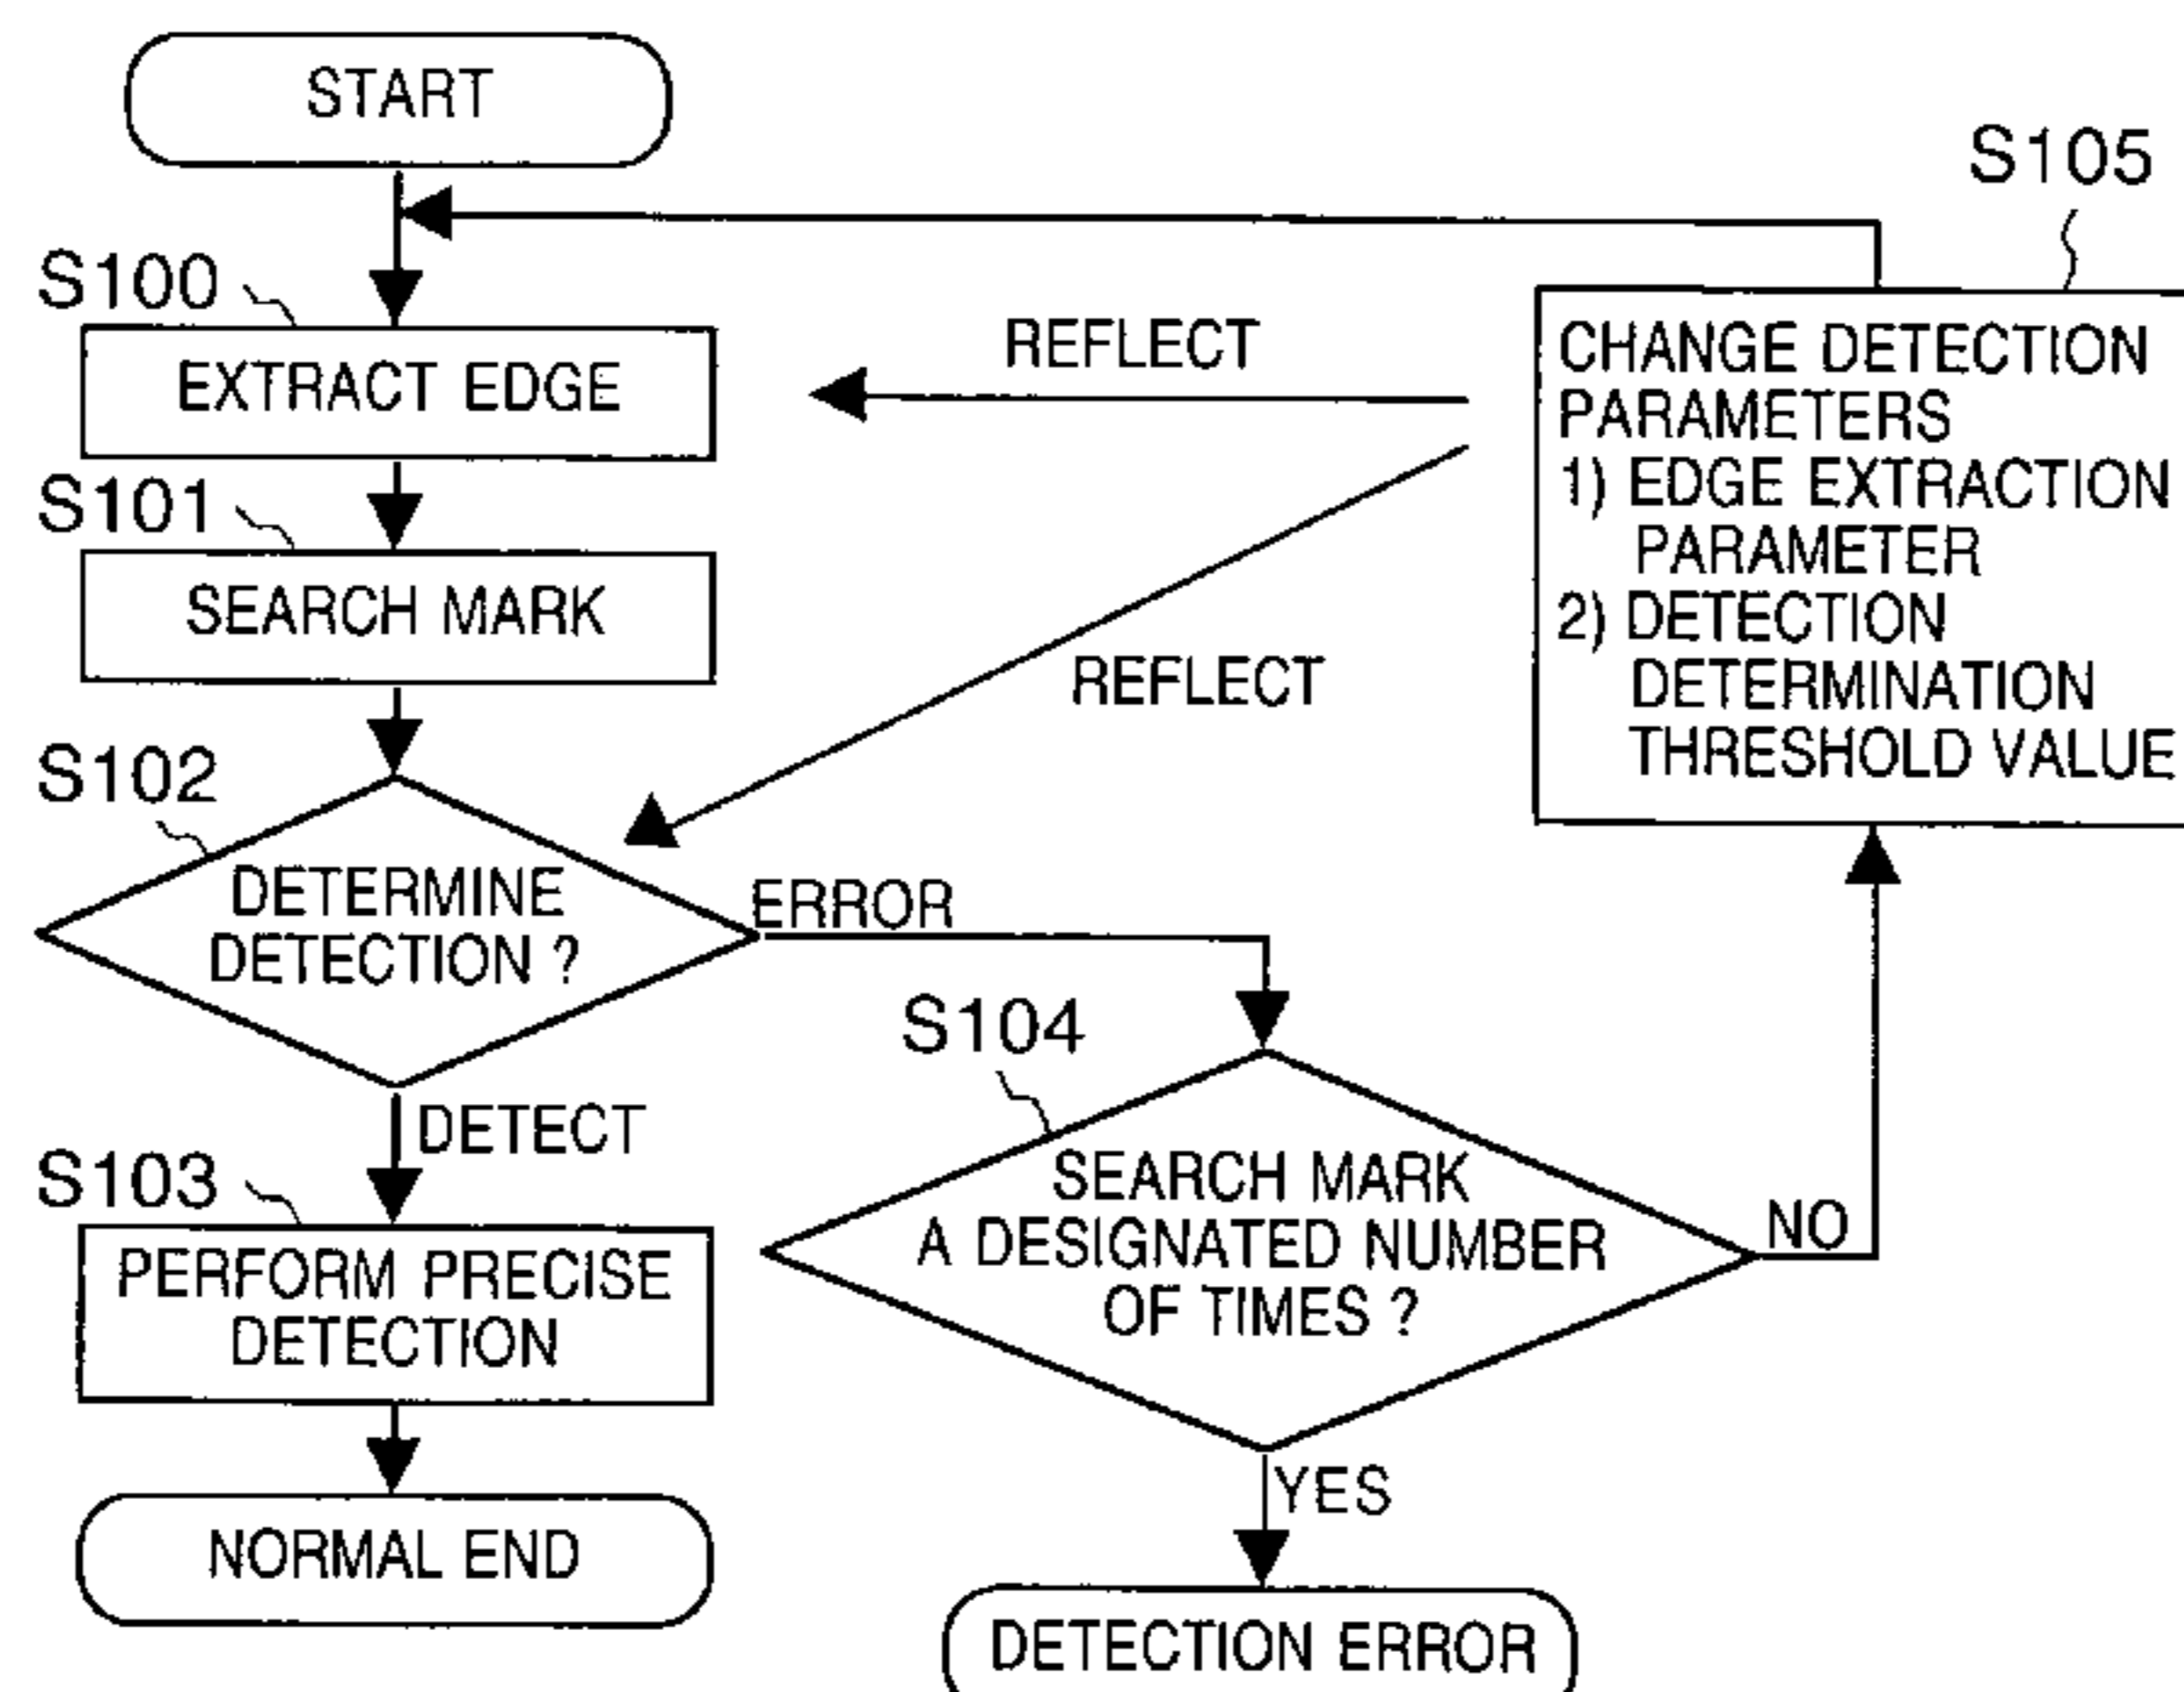 START
S105
S100
EXTRACT EDGE
REFLECT
CHANGE DETECTION
PARAMETERS
1) EDGE EXTRACTION
PARAMETER
2) DETECTION
DETERMINATION
THRESHOLD VALUE
S101
SEARCH MARK
REFLECT
S102
DETERMINE
DETECTION ?
ERROR
DETECT
S104
SEARCH MARK
A DESIGNATED NUMBER
OF TIMES ?
NO
YES
S103
PERFORM PRECISE
DETECTION
NORMAL END
DETECTION ERROR